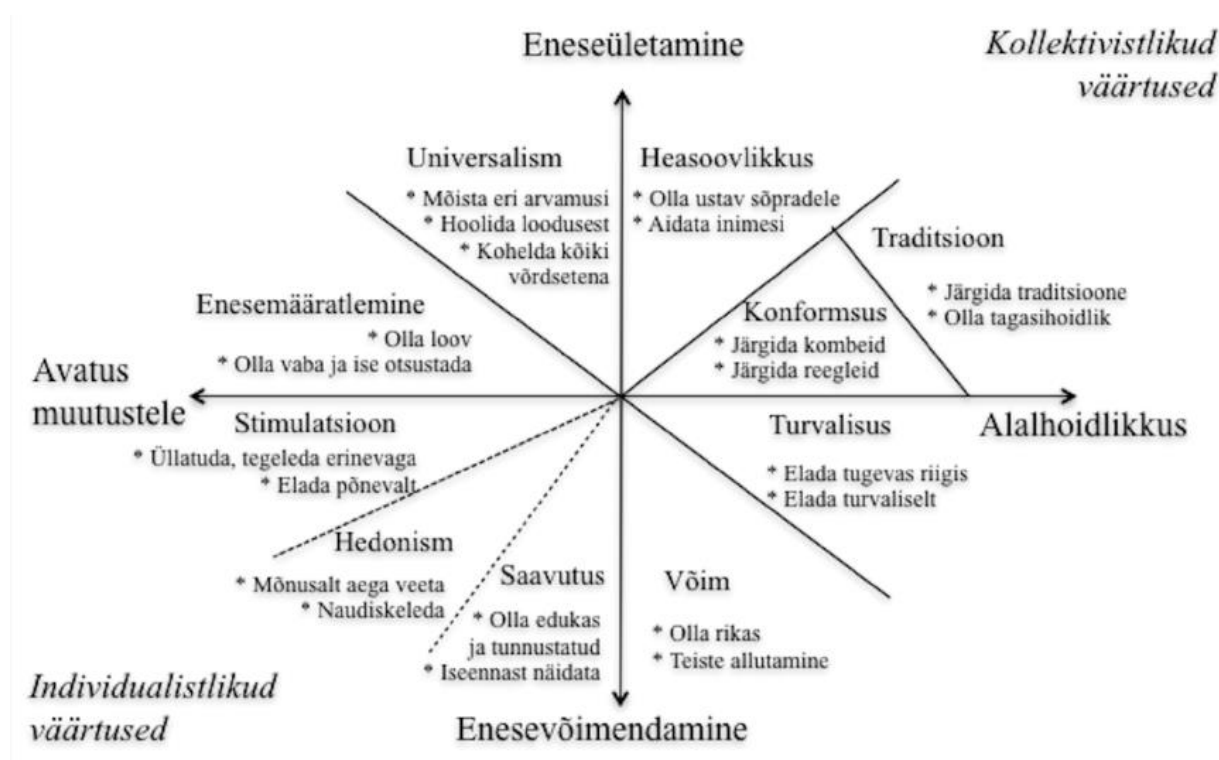 Eneseületamine
Kollektivistlikud
väärtused
Universalism
* Mõista eri arvamusi
* Hoolida loodusest
* Kohelda kõiki
võrdsetena
Heasoovlikkus
* Olla ustav sõpradele
* Aidata inimesi
Traditsioon
* Järgida traditsioone
* Olla tagasihoidlik
Enesemääratlemine
* Olla loov
* Olla vaba ja ise otsustada
Konformsus
* Järgida kombeid
* Järgida reegleid
Avatus
muutustele
Alalhoidlikkus
Stimulatsioon
* Üllatuda, tegeleda erinevaga
* Elada põnevalt
Turvalisus
* Elada tugevas riigis
* Elada turvaliselt
Hedonism
* Mõnusalt aega veeta
* Naudiskeleda
Saavutus
* Olla edukas
ja tunnustatud
* Iseennast näidata
Võim
* Olla rikas
* Teiste allutamine
Individualistlikud
väärtused
Enesevõimendamine